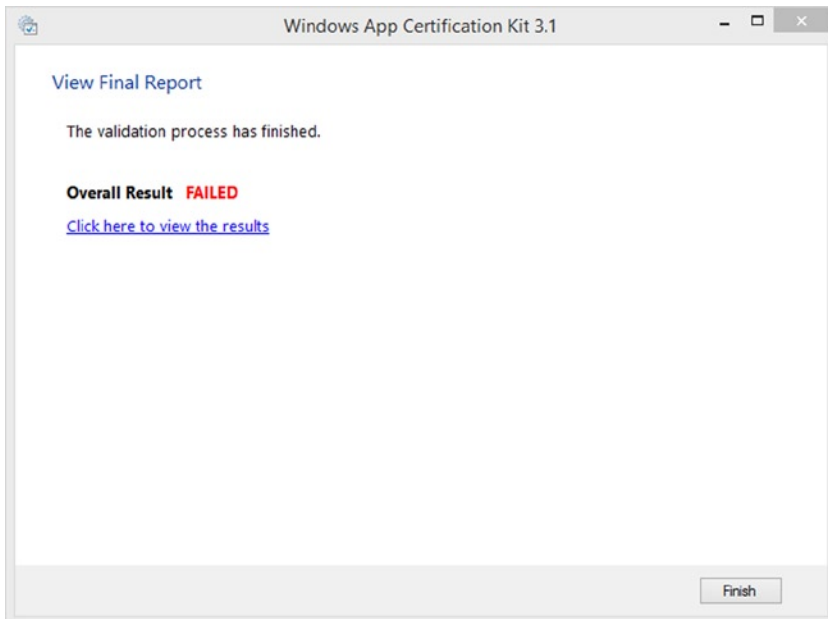 Windows App Certification Kit 3.1
View Final Report
The validation process has finished.
Overall Result FAILED
Click here to view the results
Finish